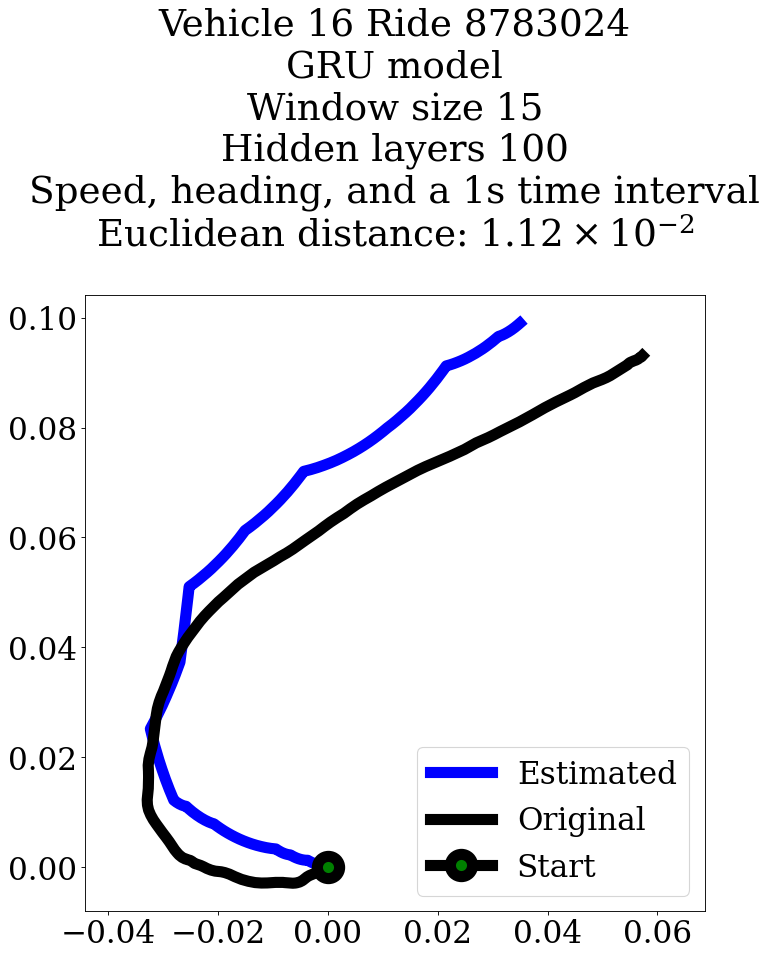 Vehicle 16 Ride 8783024
GRU model
Window size 15
Hidden layers 100
Speed, heading, and a 1s time interval
Euclidean distance: 1.12 × 10⁻²
0.10
0.08
0.06
0.04
0.02
0.00
Estimated
Original
Start
−0.04 −0.02 0.00 0.02 0.04 0.06